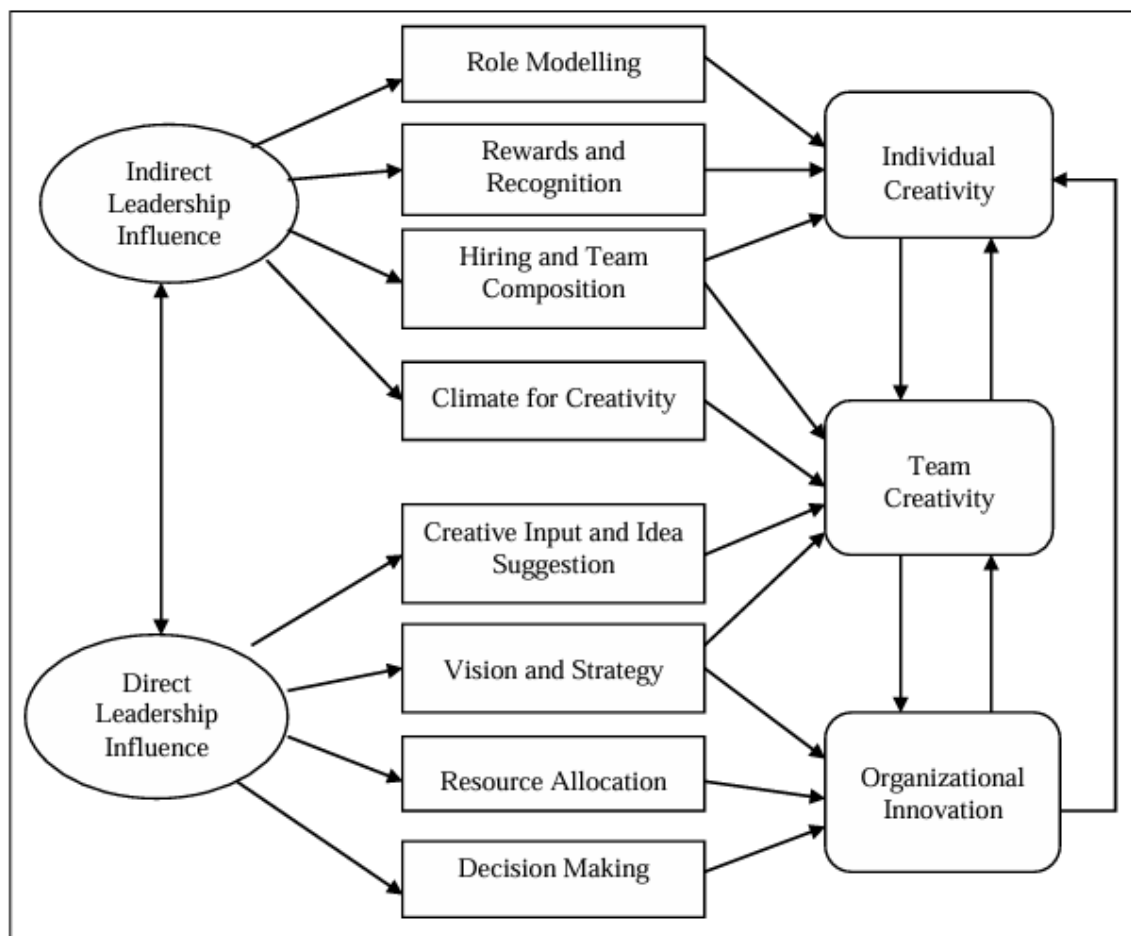 Role Modelling
Rewards and
Recognition
Hiring and Team
Composition
Climate for Creativity
Creative Input and Idea
Suggestion
Vision and Strategy
Resource Allocation
Decision Making
Indirect
Leadership
Influence
Direct
Leadership
Influence
Individual
Creativity
Team
Creativity
Organizational
Innovation